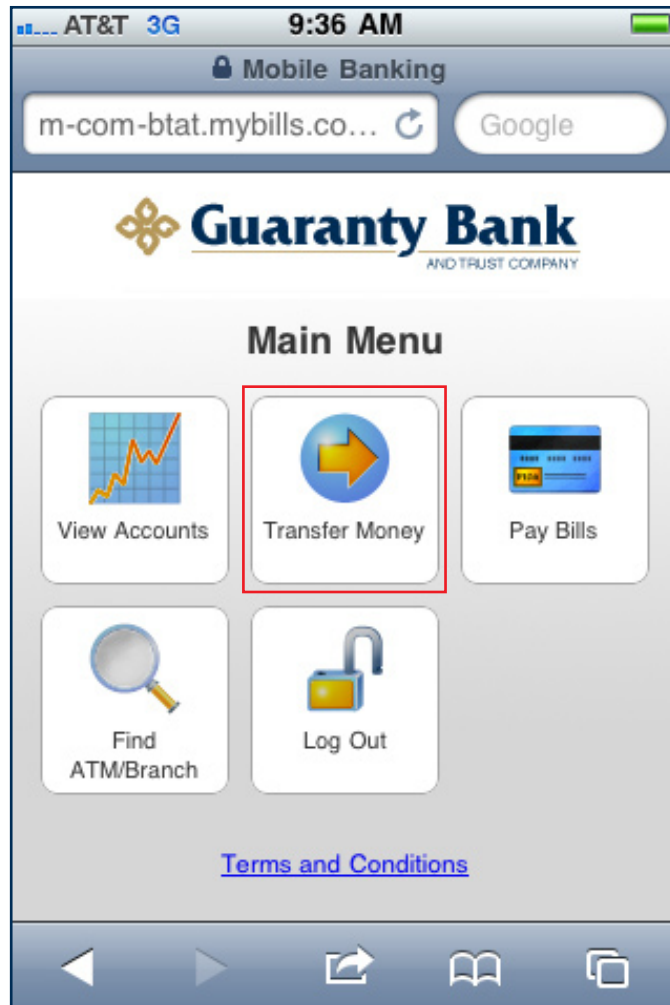 AT&T 3G 9:36 AM
Mobile Banking
m-com-btat.mybills.co... Google
Guaranty Bank
AND TRUST COMPANY
Main Menu
View Accounts Transfer Money Pay Bills
Find
ATM/Branch
Log Out
Terms and Conditions